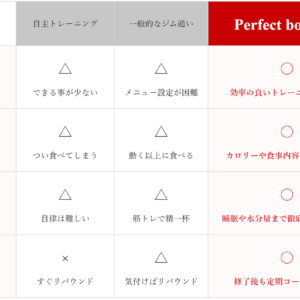 自主トレーニング 一般的なジム通い Perfect bo
△ △ ○
できる事が少ない メニュー設定が困難 効率の良いトレーニ
△ △ ○
つい食べてしまう 動く以上に食べる カロリーや食事内容
△ △ ○
自律は難しい 筋トレで精一杯 睡眠や水分量まで徹底
× △ ○
すぐリバウンド 気付けばリバウンド 修了後も定期コー